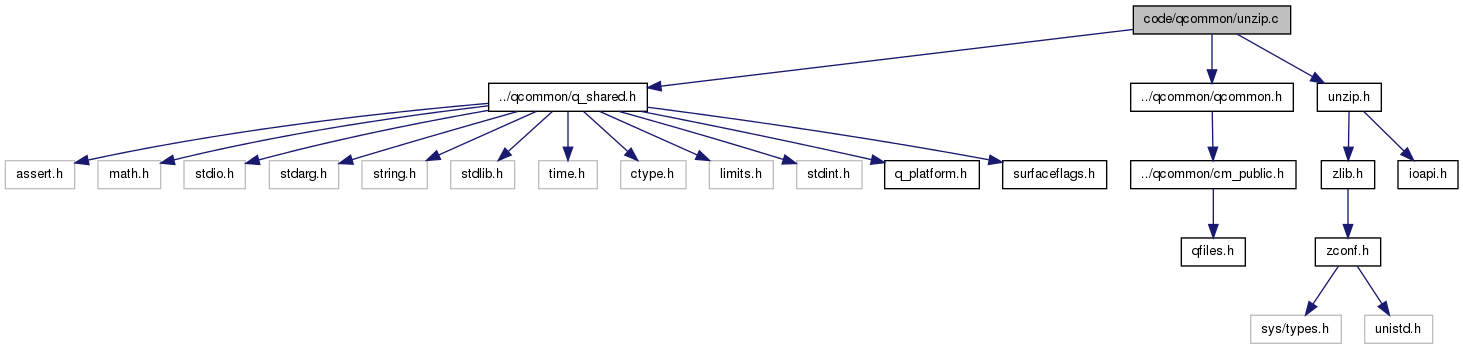 code/qcommon/unzip.c
../qcommon/q_shared.h
../qcommon/qcommon.h
unzip.h
assert.h
math.h
stdio.h
stdarg.h
string.h
stdlib.h
time.h
ctype.h
limits.h
stdint.h
q_platform.h
surfaceflags.h
../qcommon/cm_public.h
zlib.h
ioapi.h
qfiles.h
zconf.h
sys/types.h
unistd.h